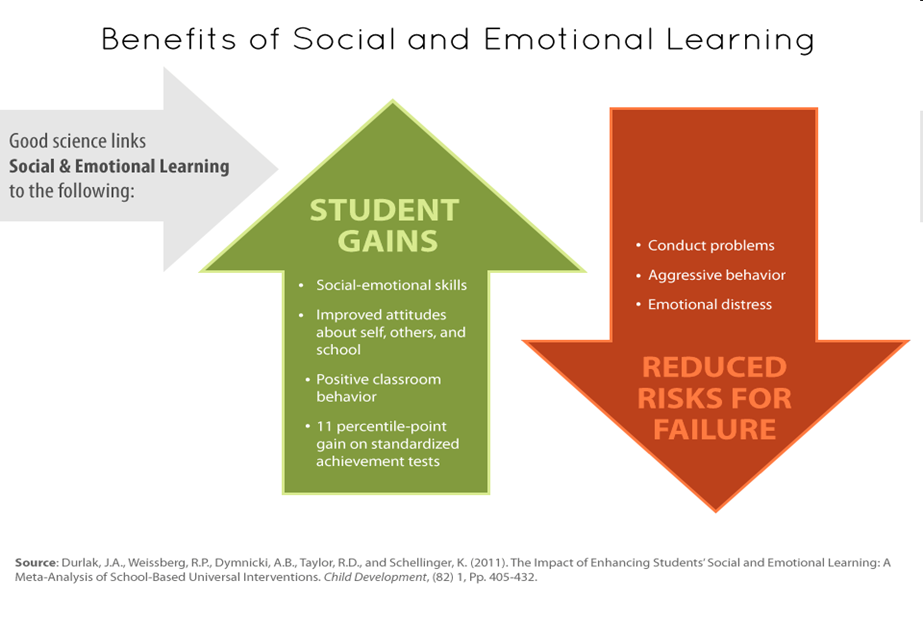 Benefits of Social and Emotional Learning
Good science links
Social & Emotional Learning
to the following:
STUDENT
GAINS
• Social-emotional skills
• Improved attitudes
about self, others, and
school
• Positive classroom
behavior
• 11 percentile-point
gain on standardized
achievement tests
• Conduct problems
• Aggressive behavior
• Emotional distress
REDUCED
RISKS FOR
FAILURE
Source: Durlak, J.A., Weissberg, R.P., Dymnicki, A.B., Taylor, R.D., and Schellinger, K. (2011). The Impact of Enhancing Students' Social and Emotional Learning: A
Meta-Analysis of School-Based Universal Interventions. Child Development, (82) 1, Pp. 405-432.